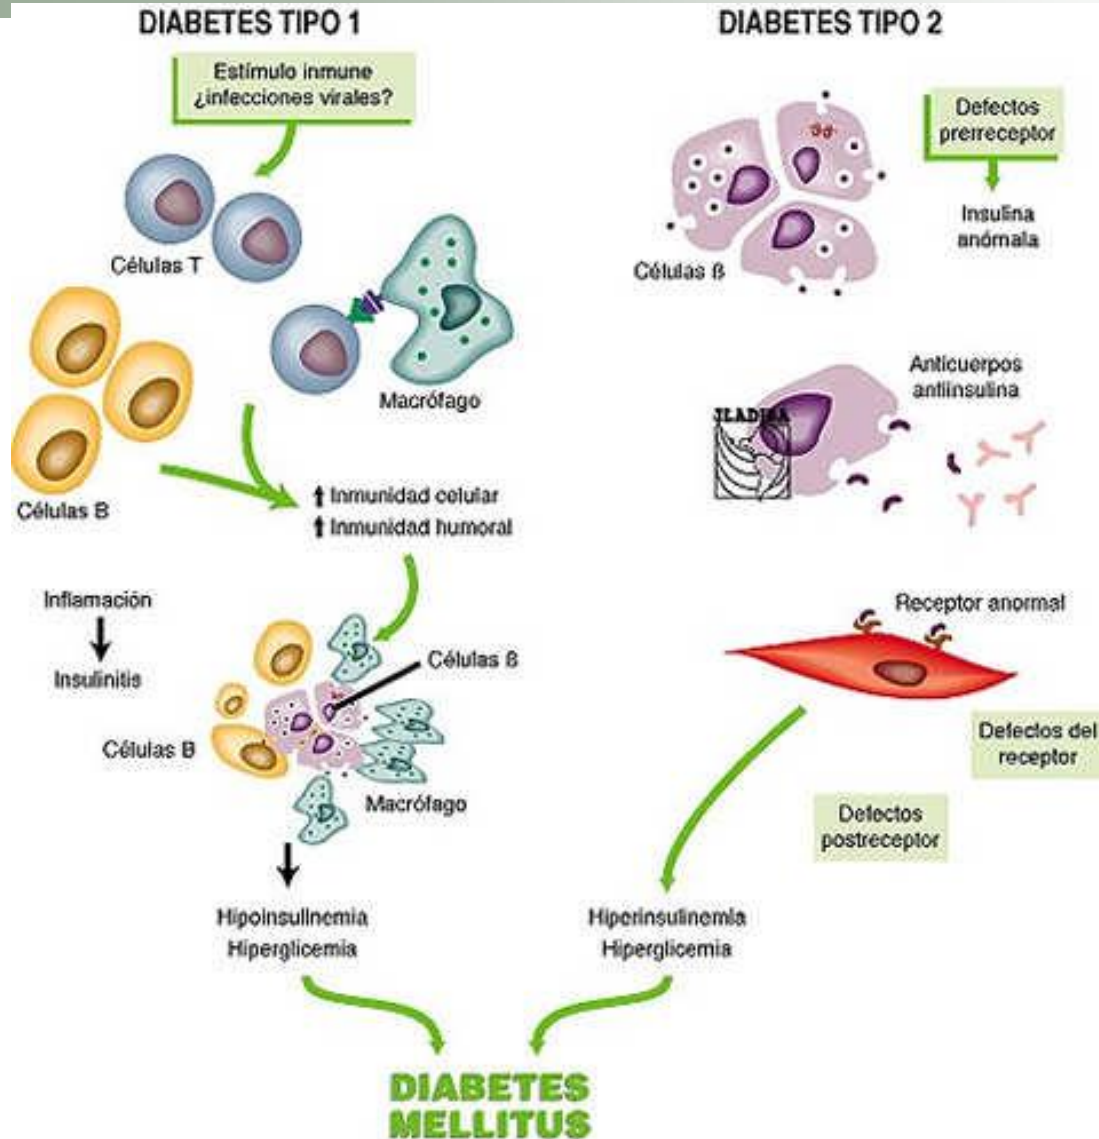 DIABETES TIPO 1
Estímulo inmune
¿infecciones virales?
Células T
Macrófago
Células B
Inmunidad celular
Inmunidad humoral
Inflamación
Insulinitis
Células ß
Células B
Macrófago
Hipoinsulinemia
Hiperglicemia
DIABETES TIPO 2
Defectos
prerreceptor
Insulina
anómala
Células ß
Anticuerpos
antiinsulina
Receptor anormal
Defectos del
receptor
Defectos
postreceptor
Hiperinsulinemia
Hiperglicemia
DIABETES
MELLITUS